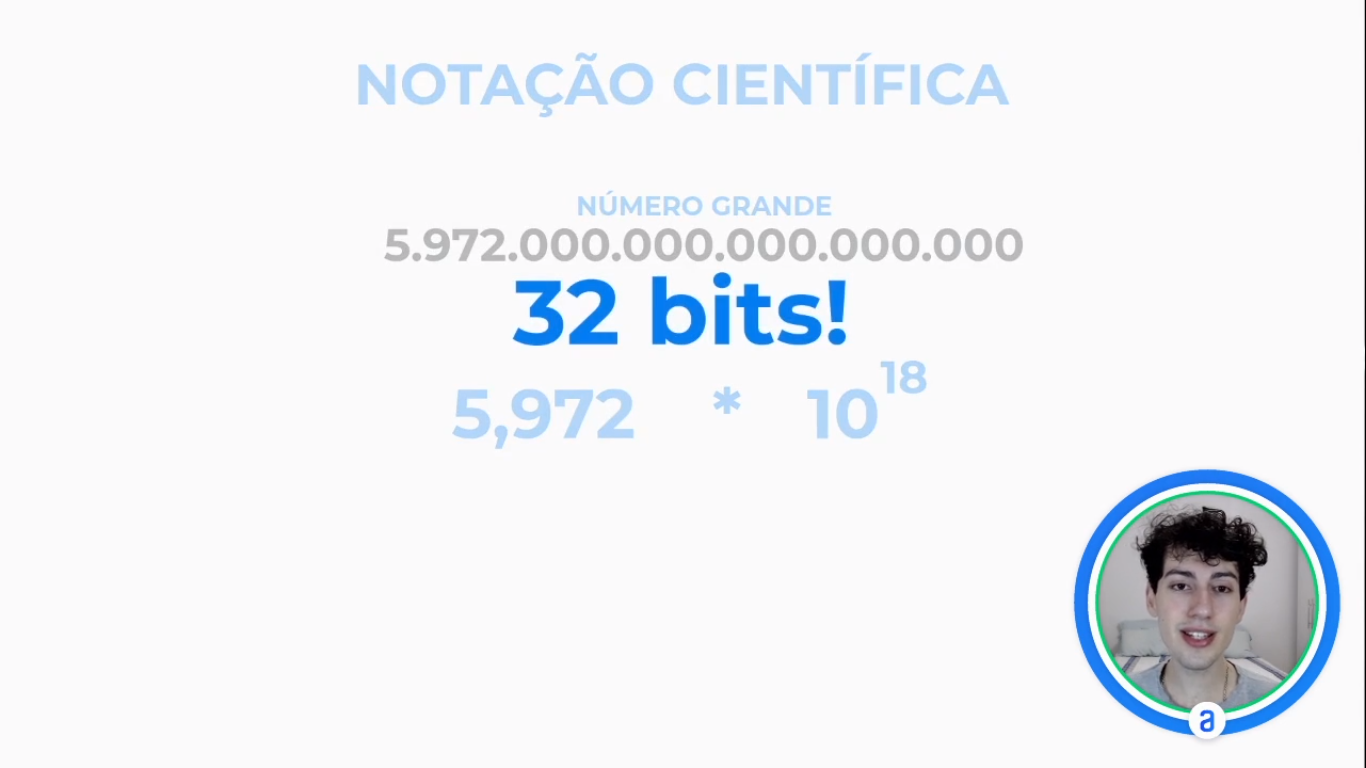 NOTAÇÃO CIENTÍFICA
NÚMERO GRANDE
5.972.000.000.000.000.000
32 bits!
5,972 * 10 18
a